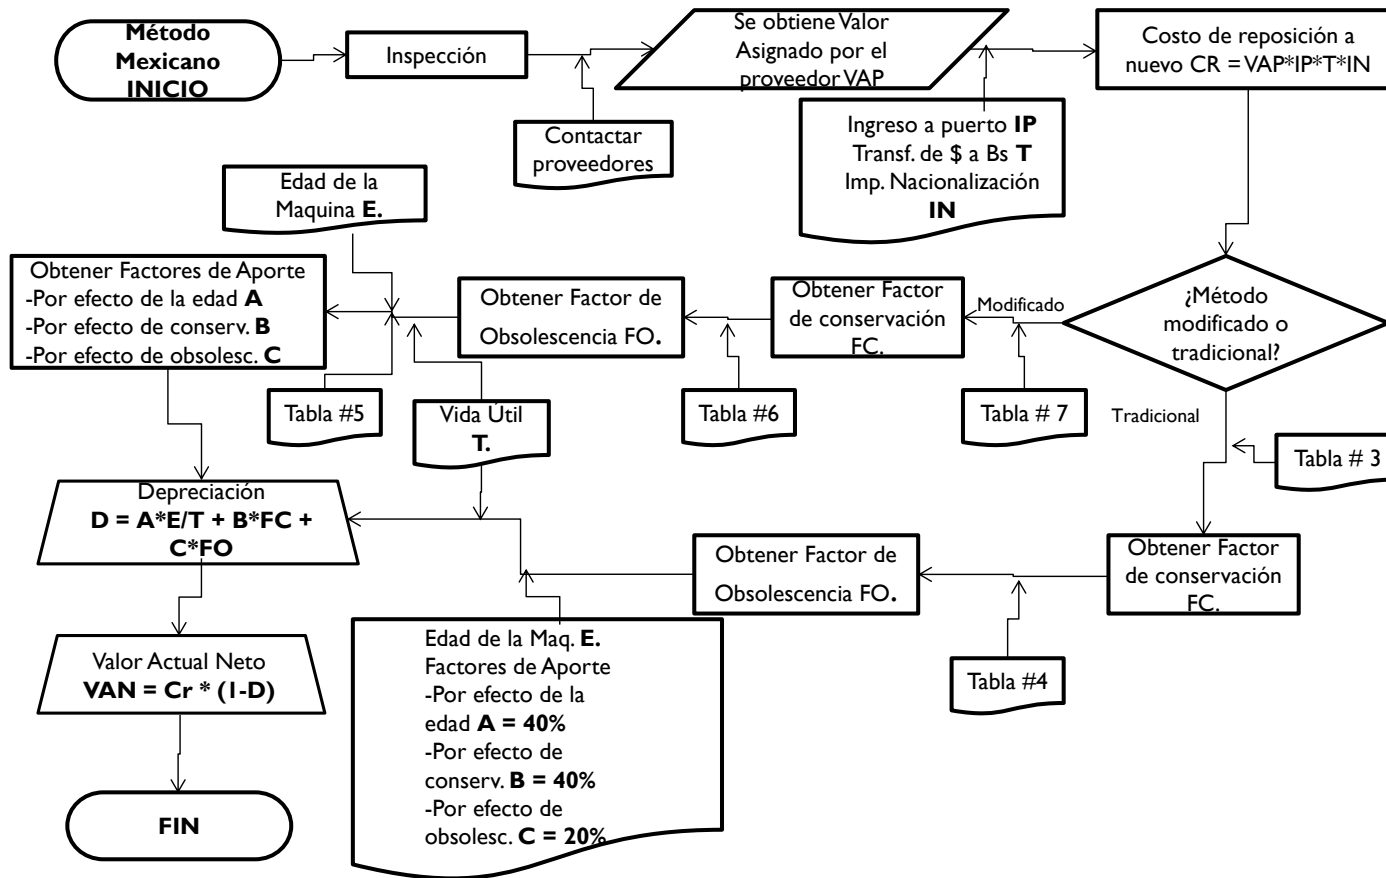 Método
Mexicano
INICIO
Inspección
Contactar
proveedores
Se obtiene Valor
Asignado por el
proveedor VAP
Ingreso a puerto IP
Transf. de $ a Bs T
Imp. Nacionalización
IN
Costo de reposición a
nuevo CR = VAP*IP*T*IN
¿Método
modificado o
tradicional?
Modificado
Tabla # 7
Obtener Factor
de conservación
FC.
Tabla #6
Obtener Factor de
Obsolescencia FO.
Vida Útil
T.
Edad de la
Maquina E.
Tabla #5
Obtener Factores de Aporte
-Por efecto de la edad A
-Por efecto de conserv. B
-Por efecto de obsolesc. C
Tradicional
Tabla # 3
Obtener Factor
de conservación
FC.
Tabla #4
Obtener Factor de
Obsolescencia FO.
Edad de la Maq. E.
Factores de Aporte
-Por efecto de la
edad A = 40%
-Por efecto de
conserv. B = 40%
-Por efecto de
obsolesc. C = 20%
Depreciación
D = A*E/T + B*FC +
C*FO
Valor Actual Neto
VAN = Cr * (1-D)
FIN